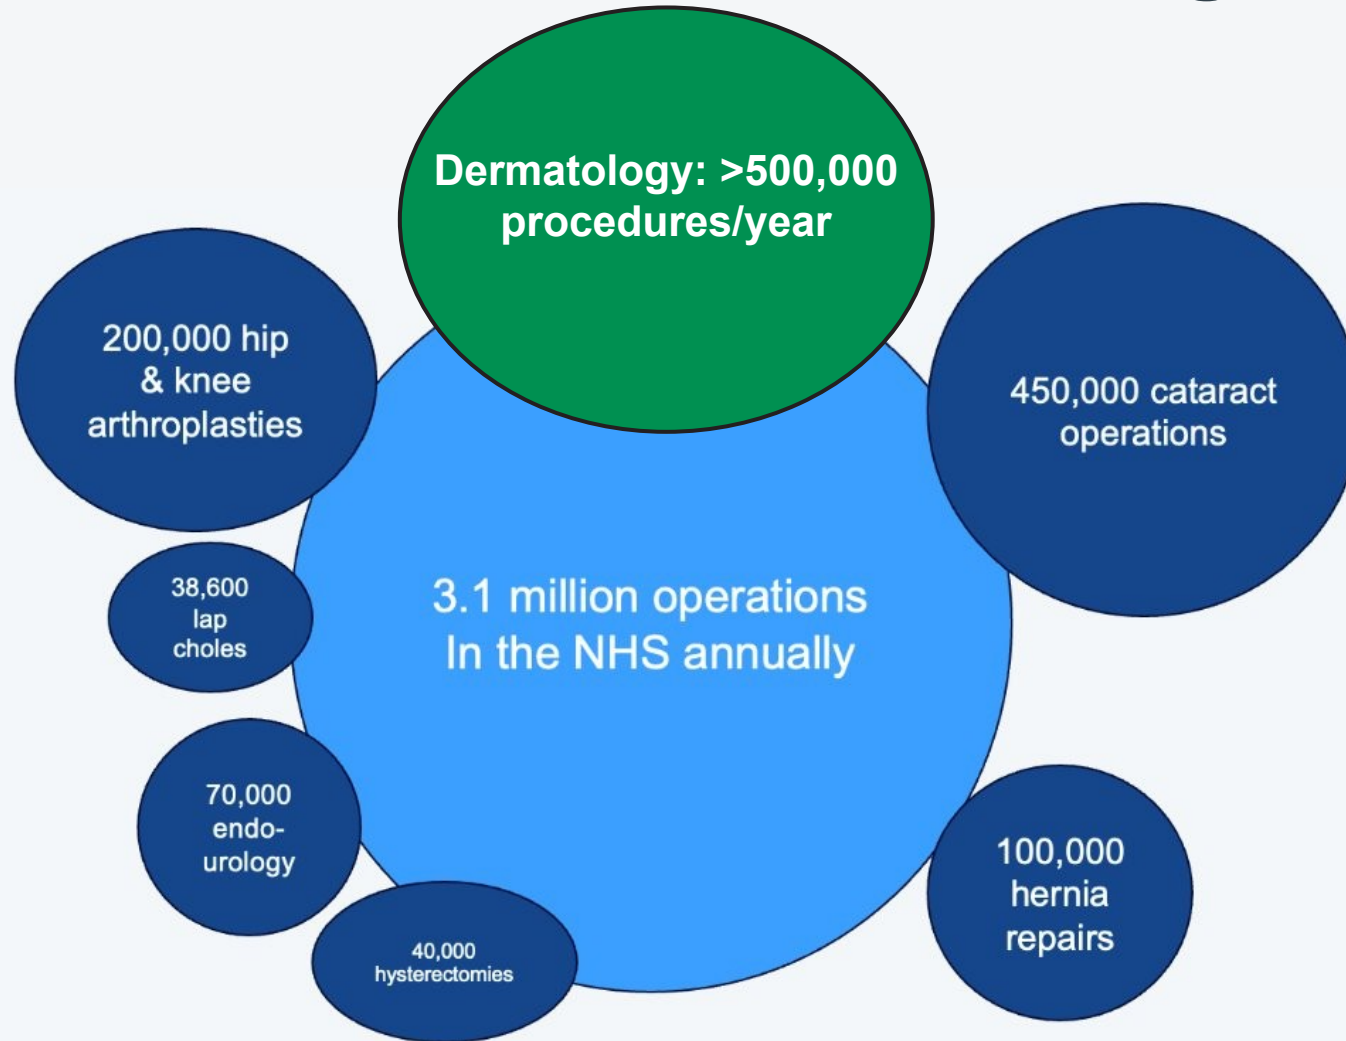 Dermatology: >500,000
procedures/year
200,000 hip
& knee
arthroplasties
450,000 cataract
operations
38,600
lap
choles
3.1 million operations
In the NHS annually
70,000
endo-
urology
100,000
hernia
repairs
40,000
hysterectomies